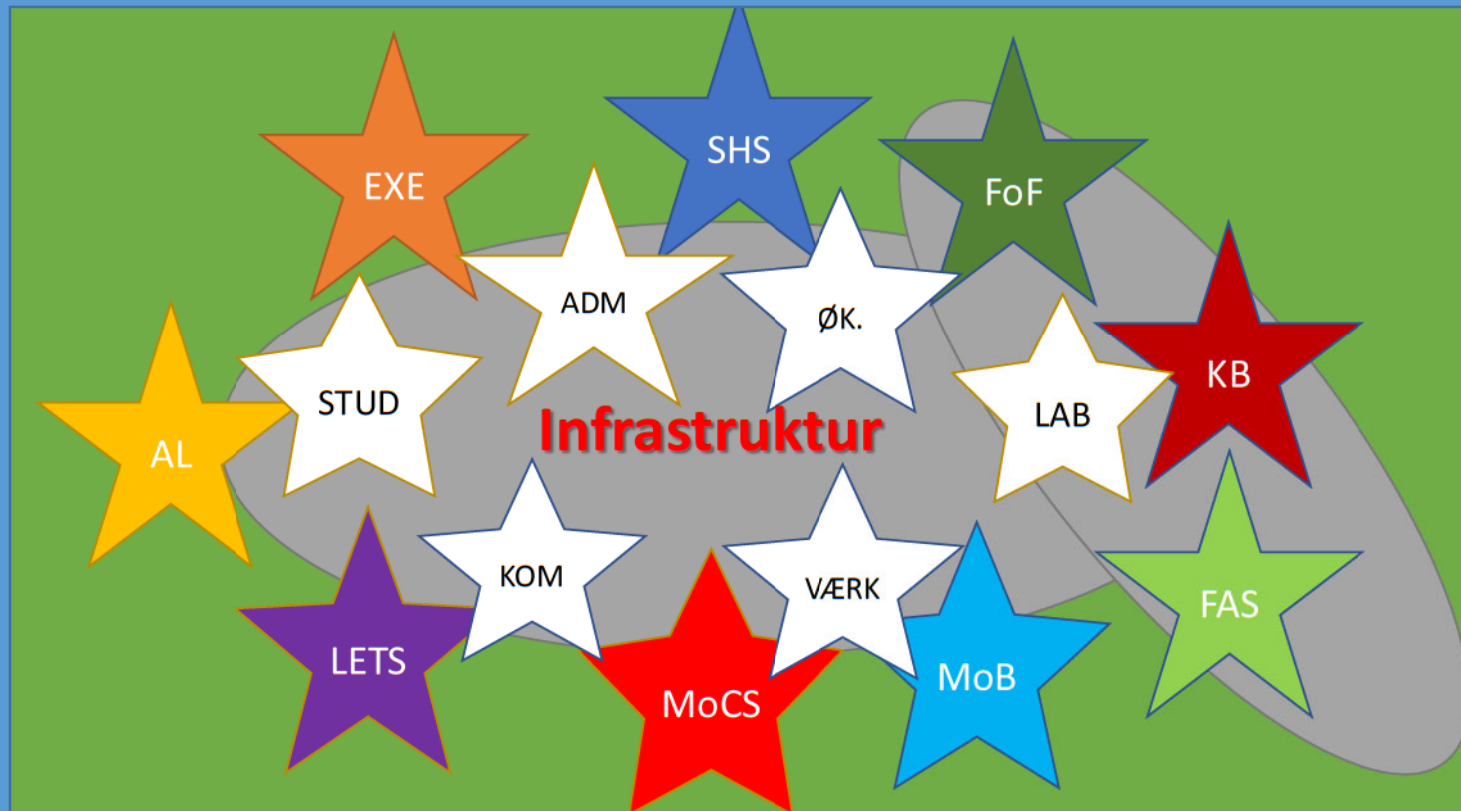 SHS
EXE
FoF
ADM
ØK.
KB
STUD
LAB
Infrastruktur
AL
KOM
VÆRK
FAS
LETS
MoB
MoCS